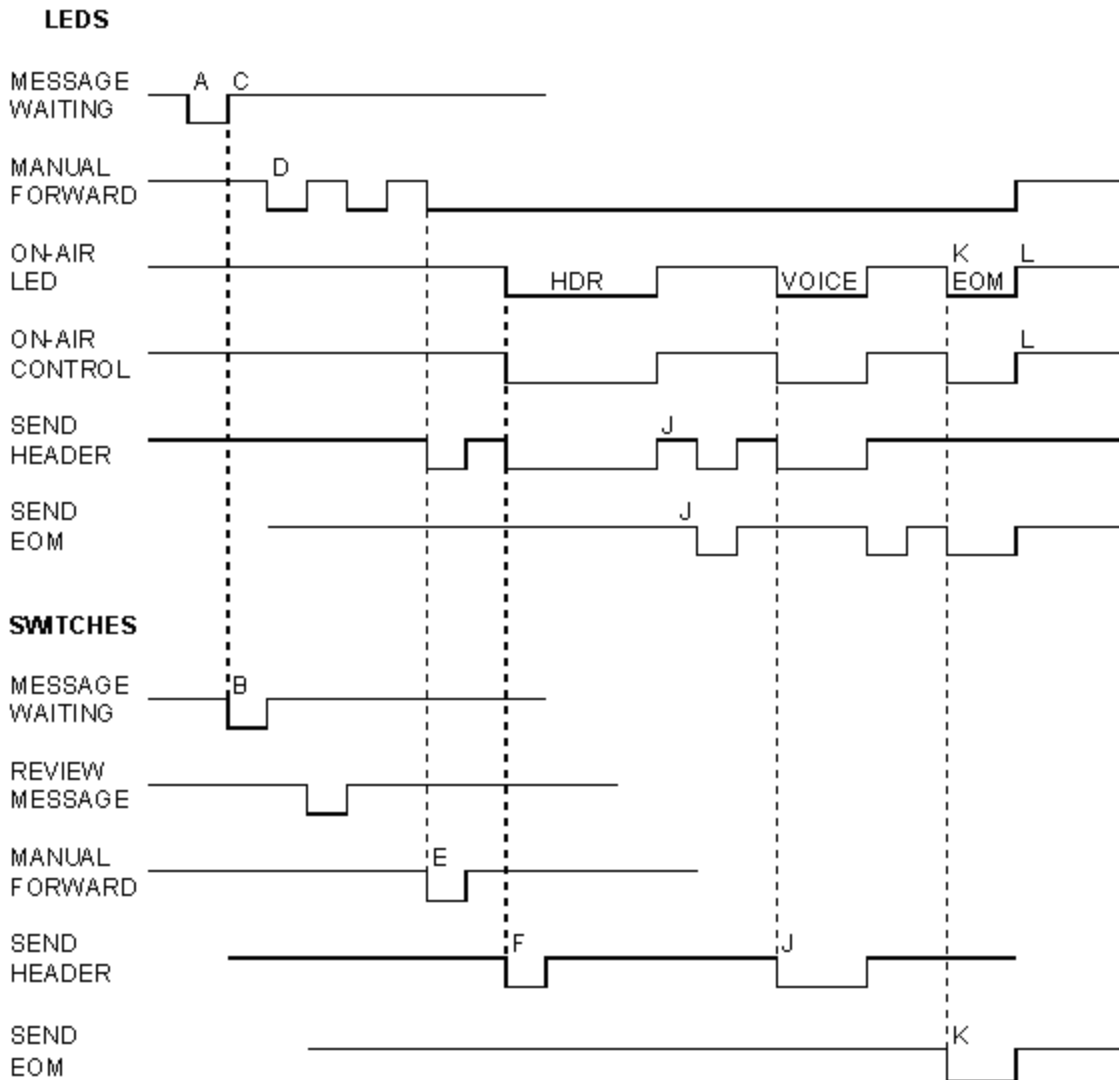 LEDS
MESSAGE WAITING A C
MANUAL FORWARD D
ON-AIR LED HDR VOICE K EOM L
ON-AIR CONTROL L
SEND HEADER J
SEND EOM J
SWITCHES
MESSAGE WAITING B
REVIEW MESSAGE
MANUAL FORWARD E
SEND HEADER F J
SEND EOM K